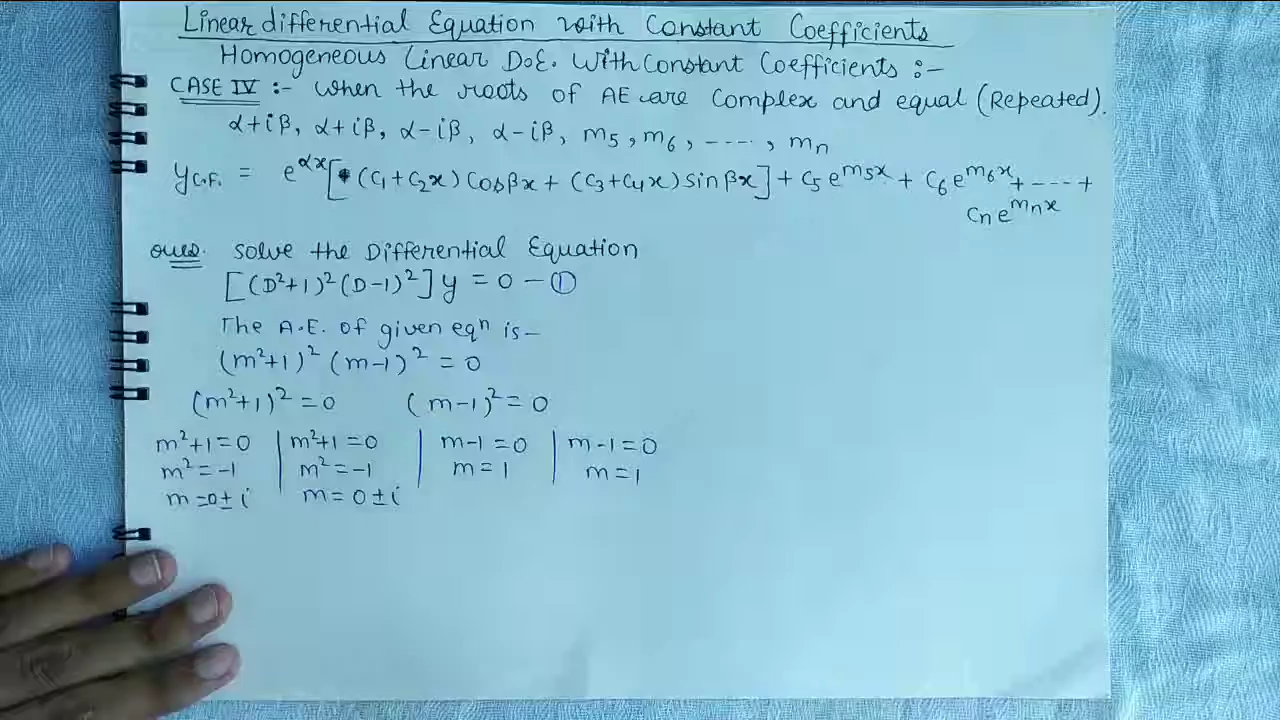 Linear differential Equation with Constant Coefficients
Homogeneous Linear D.E. With Constant Coefficients :-
CASE IV :- When the roots of AE are Complex and equal (Repeated).
α+iβ, α+iβ, α-iβ, α-iβ, m₅, m₆, ----, mₙ
y_C.F. = e^αx [(C₁+C₂x) Cosβx + (C₃+C₄x) Sinβx] + C₅e^m₅x + C₆e^m₆x + ---- +
Cₙe^mₙx
Ques. Solve the Differential Equation
[(D²+1)²(D-1)²]y = 0 - ①
The A.E. of given eqⁿ is-
(m²+1)² (m-1)² = 0
(m²+1)² = 0 (m-1)² = 0
m²+1=0 | m²+1=0 | m-1=0 | m-1=0
m²=-1 | m²=-1 | m=1 | m=1
m=0±i m=0±i